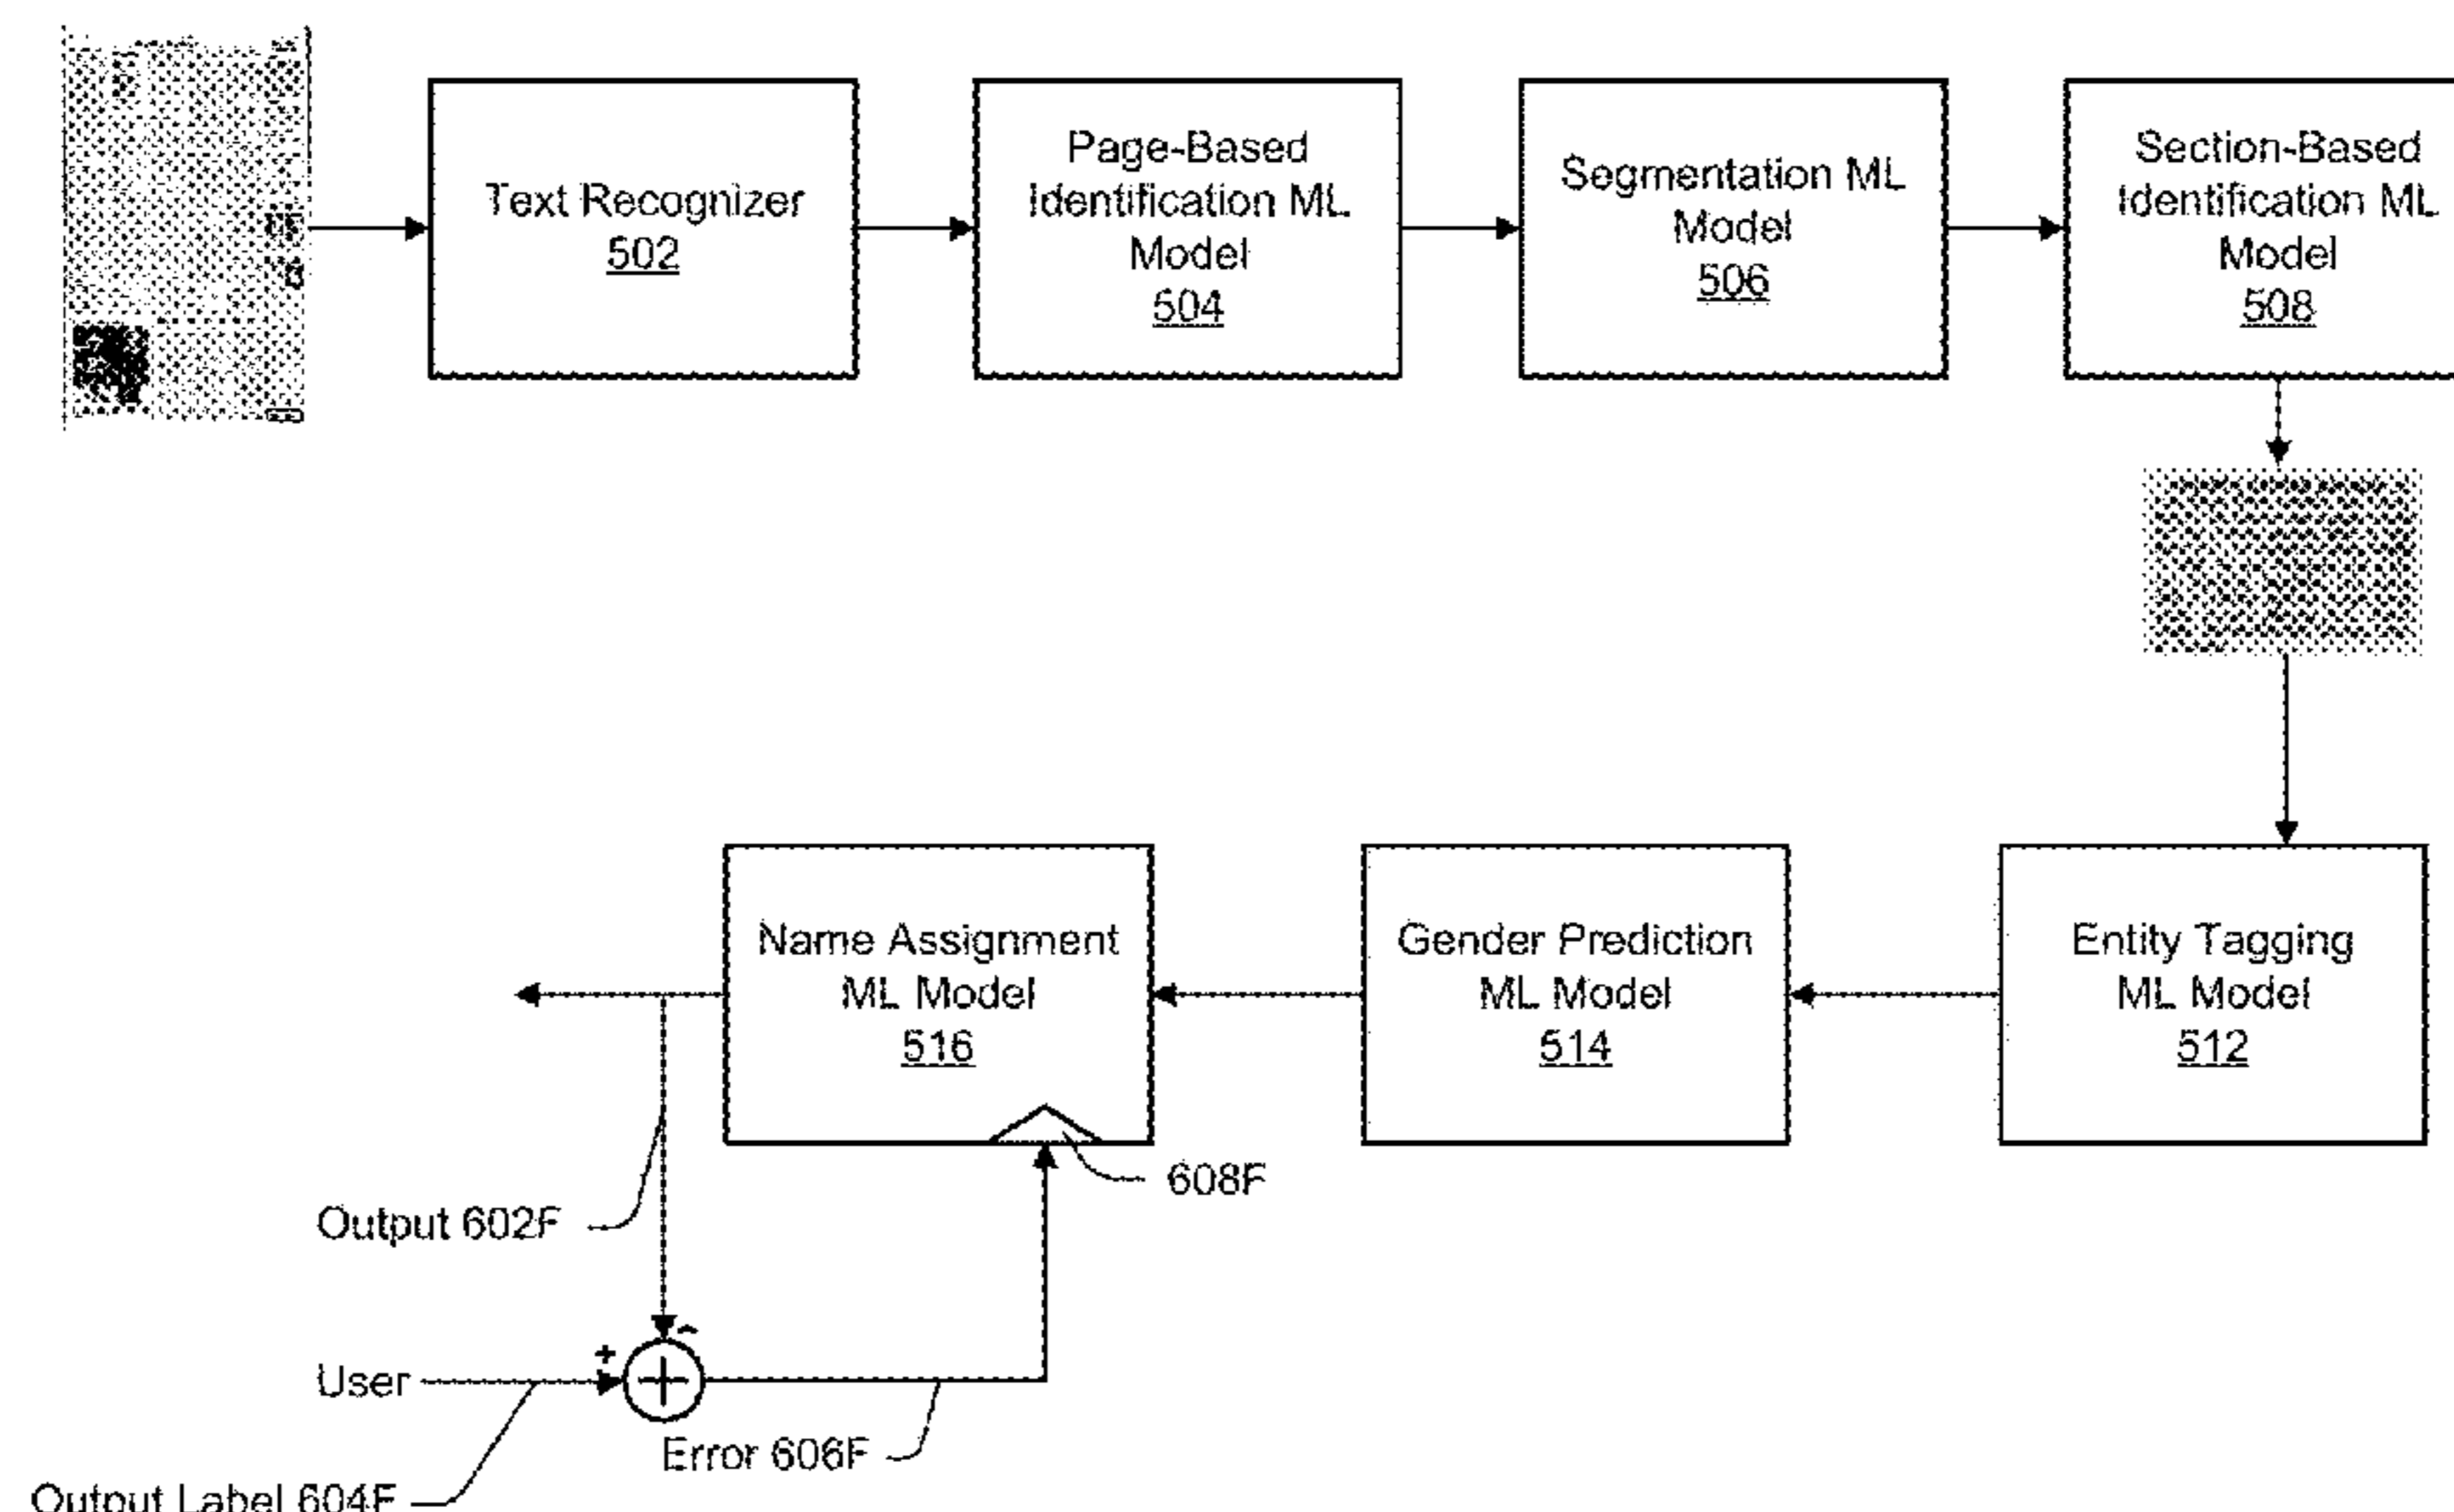 Text Recognizer
502
Page-Based
Identification ML
Model
504
Segmentation ML
Model
506
Section-Based
Identification ML
Model
508
Name Assignment
ML Model
516
Gender Prediction
ML Model
514
Entity Tagging
ML Model
512
608F
Output 602F
+
-
User
+
Error 606F
Output Label 604F